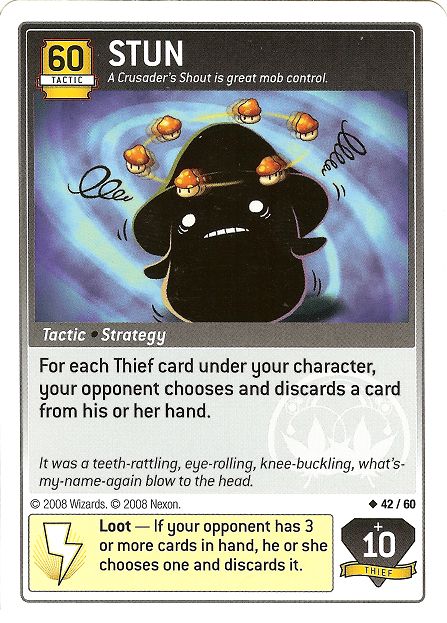 60
TACTIC
STUN
A Crusader's Shout is great mob control.
Tactic • Strategy
For each Thief card under your character,
your opponent chooses and discards a card
from his or her hand.
It was a teeth-rattling, eye-rolling, knee-buckling, what's-
my-name-again blow to the head.
© 2008 Wizards. © 2008 Nexon.
◆ 42 / 60
Loot — If your opponent has 3
or more cards in hand, he or she
chooses one and discards it.
+
10
THIEF